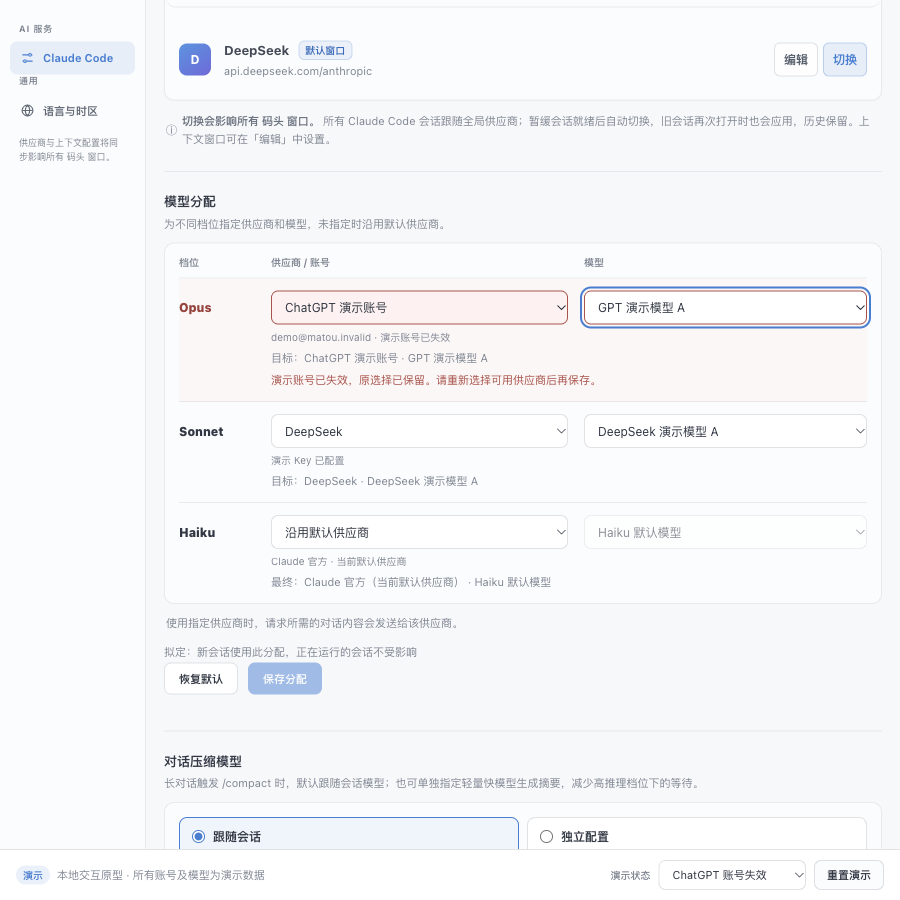 AI 服务
Claude Code
通用
语言与时区
供应商与上下文配置将同
步影响所有 码头 窗口。
D
DeepSeek 默认窗口
api.deepseek.com/anthropic
编辑 切换
切换会影响所有 码头 窗口。 所有 Claude Code 会话跟随全局供应商；暂缓会话就绪后自动切换，旧会话再次打开时也会应用，历史保留。上
下文窗口可在「编辑」中设置。
模型分配
为不同档位指定供应商和模型，未指定时沿用默认供应商。
档位 供应商 / 账号 模型
Opus ChatGPT 演示账号 GPT 演示模型 A
demo@matou.invalid · 演示账号已失效
目标：ChatGPT 演示账号 · GPT 演示模型 A
演示账号已失效，原选择已保留。请重新选择可用供应商后再保存。
Sonnet DeepSeek DeepSeek 演示模型 A
演示 Key 已配置
目标：DeepSeek · DeepSeek 演示模型 A
Haiku 沿用默认供应商 Haiku 默认模型
Claude 官方 · 当前默认供应商
最终：Claude 官方（当前默认供应商） · Haiku 默认模型
使用指定供应商时，请求所需的对话内容会发送给该供应商。
拟定：新会话使用此分配，正在运行的会话不受影响
恢复默认 保存分配
对话压缩模型
长对话触发 /compact 时，默认跟随会话模型；也可单独指定轻量快模型生成摘要，减少高推理档位下的等待。
跟随会话 独立配置
演示 本地交互原型 · 所有账号及模型为演示数据 演示状态 ChatGPT 账号失效 重置演示